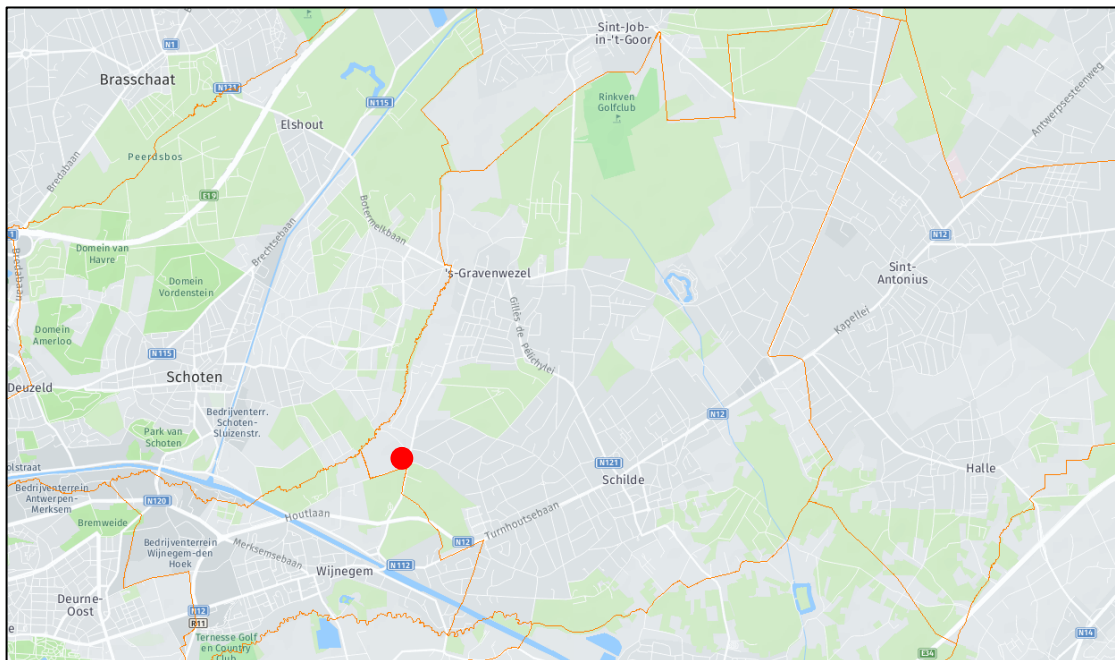 Sint-Job-
in-'t-Goor
N1
Brasschaat
N121
N115
Rinkven
Golfclub
Elshout
Antwerpsesteenweg
Peerdsbos
Bredabaan
E19
Botermelkbaan
1
Brechtsebaan
N12
Domein van
Havre
Bredabaan
's-Gravenwezel
Sint-
Antonius
Domein
Vordenstein
Gillès de Pélichylei
Kapellei
Domein
Amerloo
N115
Schoten
Deuzeld
Bedrijventerr.
Schoten-
Sluizenstr.
N12
Park van
Schoten
olstraat
N121
Schilde
Halle
Bedrijventerrein
Antwerpen-
Merksem
N120
Houtlaan
Turnhoutsebaan
Bremweide
Bedrijventerrein
Wijnegem-den
Hoek
Merksemsebaan
N12
N112
Wijnegem
Deurne-
Oost
N12
R11
e
Ternesse Golf
en Country
Club
N14
E34